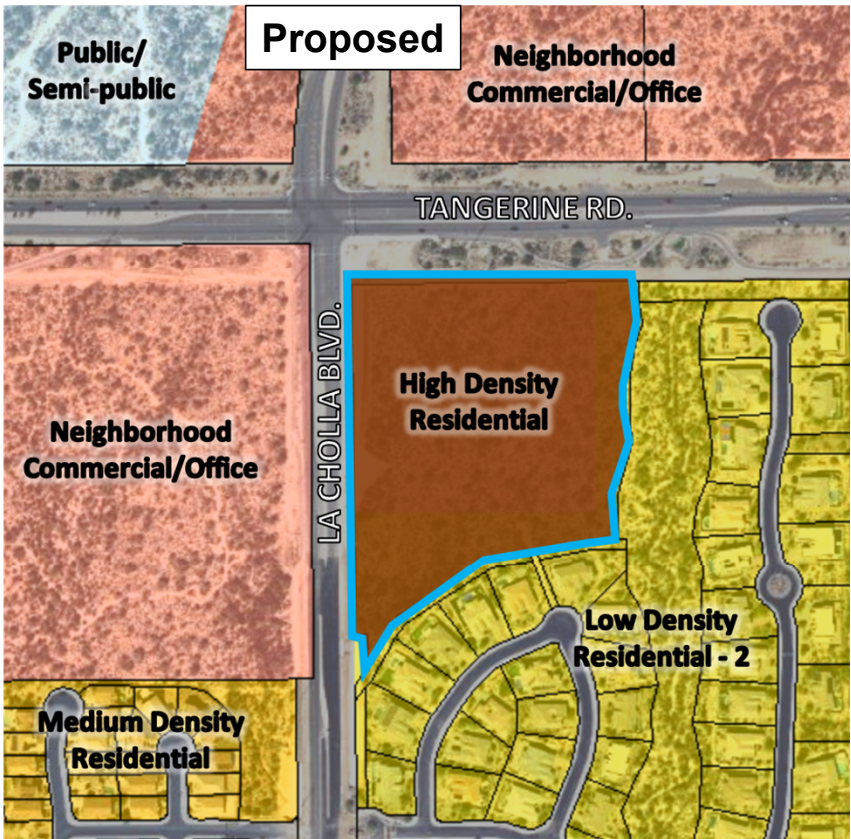 Proposed
Public/
Semi-public
Neighborhood
Commercial/Office
TANGERINE RD.
LA CHOLLA BLVD.
High Density
Residential
Neighborhood
Commercial/Office
Low Density
Residential - 2
Medium Density
Residential